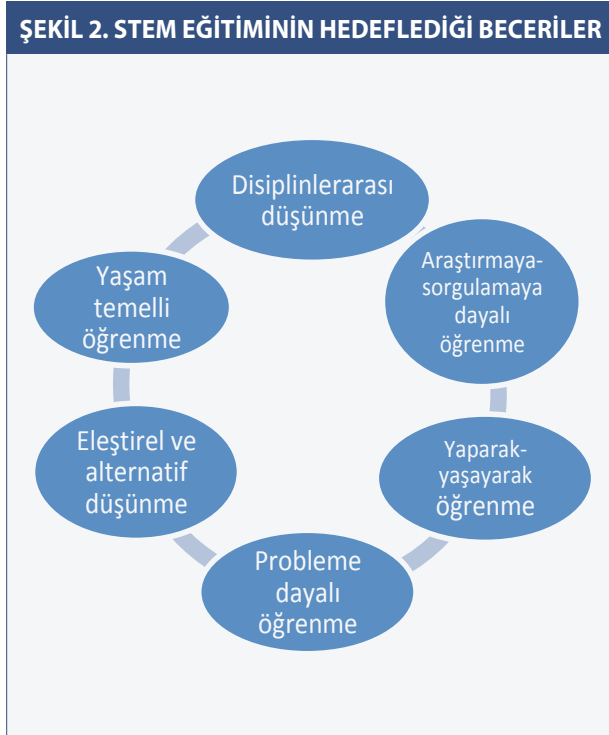 ŞEKİL 2. STEM EĞİTİMİNİN HEDEFLEDİĞİ BECERİLER
Disiplinlerarası
düşünme
Araştırmaya-
sorgulamaya
dayalı
öğrenme
Yaparak-
yaşayarak
öğrenme
Probleme
dayalı
öğrenme
Eleştirel ve
alternatif
düşünme
Yaşam
temelli
öğrenme